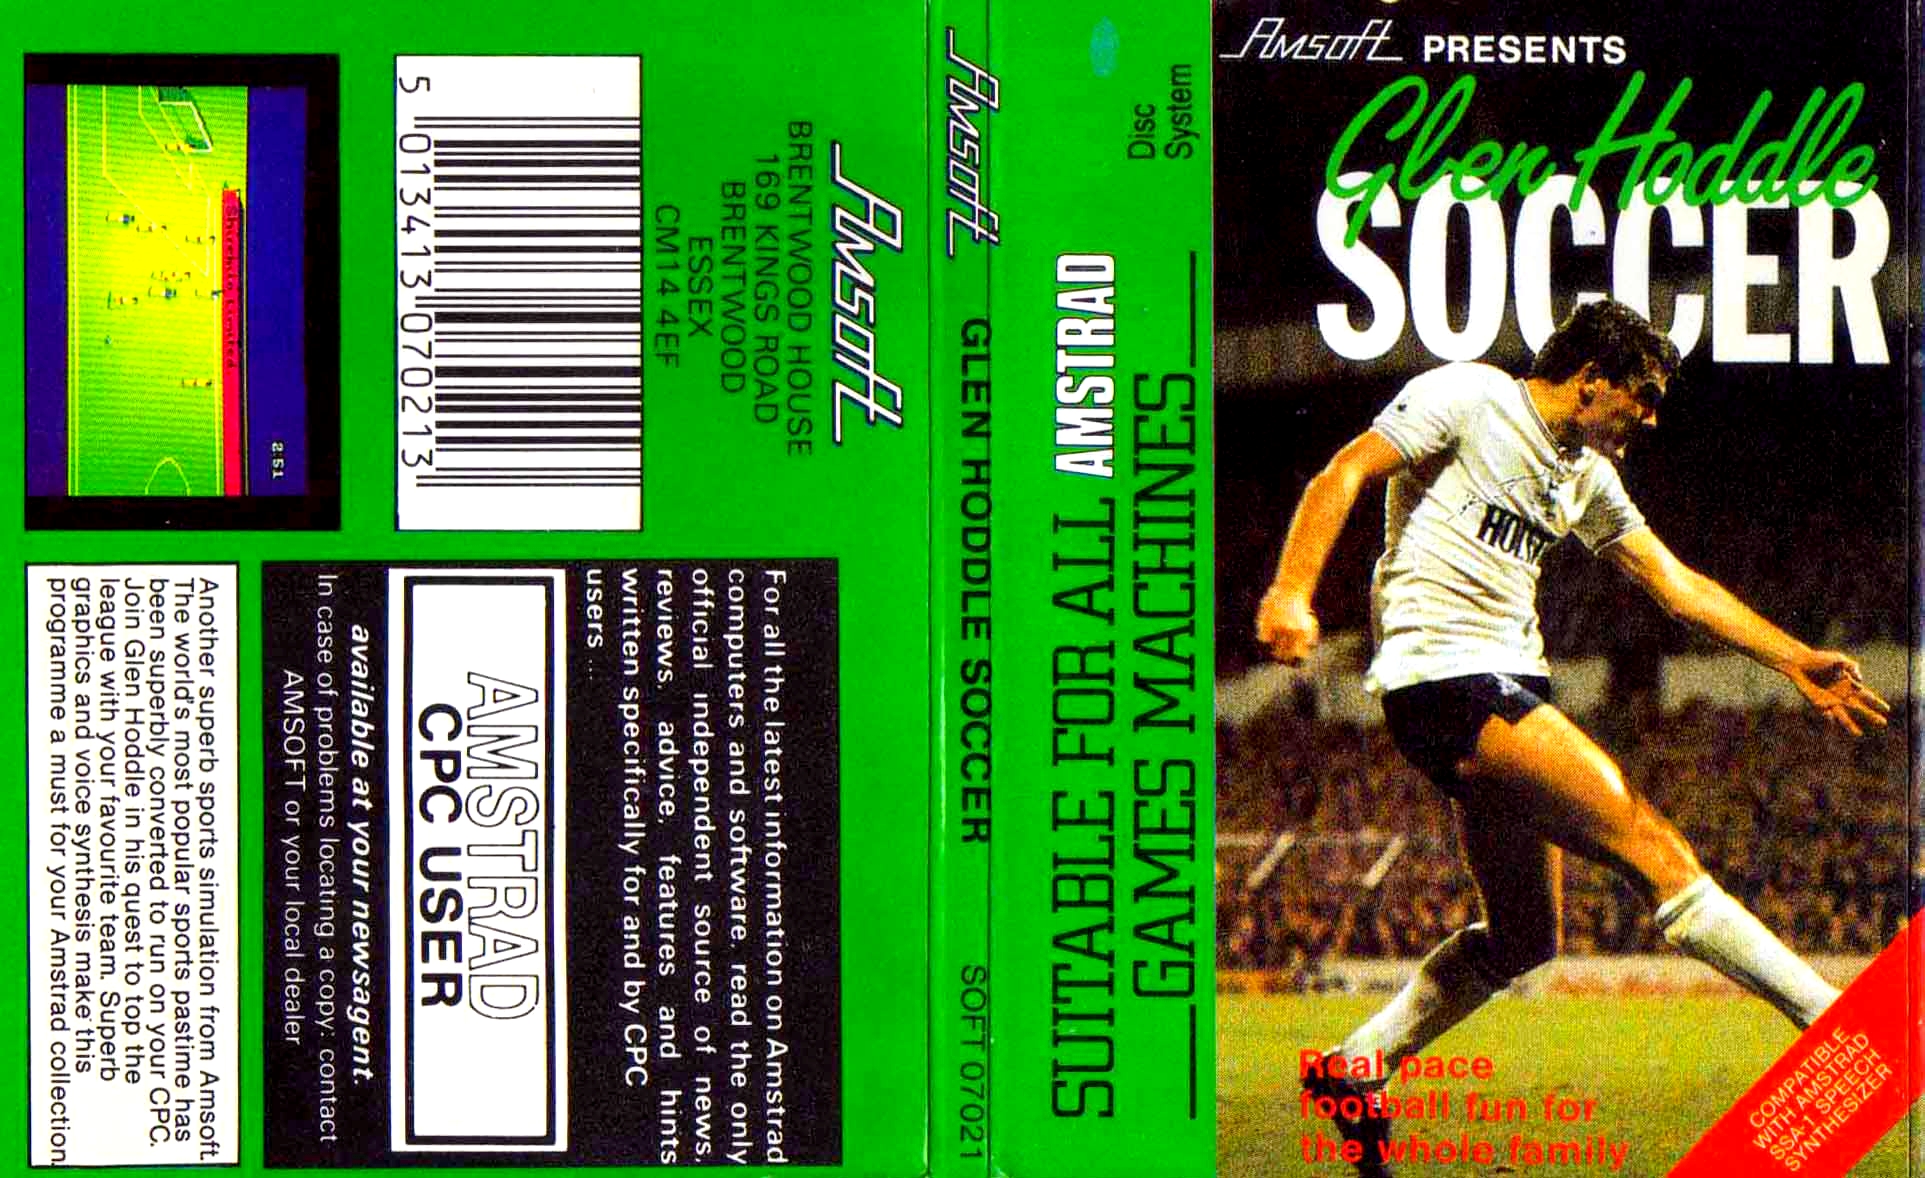 Amsoft PRESENTS
Glen Hoddle
SOCCER
HOLST
Real pace
football fun for
the whole family
COMPATIBLE
WITH AMSTRAD
SSA-1 SPEECH
SYNTHESIZER
Disc
System
SUITABLE FOR ALL AMSTRAD
GAMES MACHINES
Amsoft GLEN HODDLE SOCCER SOFT 07021
Amsoft
BRENTWOOD HOUSE
169 KINGS ROAD
BRENTWOOD
ESSEX
CM14 4EF
5 013413 070213
2:51
For all the latest information on Amstrad
computers and software, read the only
official independent source of news,
reviews, advice, features and hints
written specifically for and by CPC
users ...
AMSTRAD
CPC USER
available at your newsagent.
In case of problems locating a copy: contact
AMSOFT or your local dealer
Another superb sports simulation from Amsoft.
The world's most popular sports pastime has
been superbly converted to run on your CPC.
Join Glen Hoddle in his quest to top the
league with your favourite team. Superb
graphics and voice synthesis make this
programme a must for your Amstrad collection.